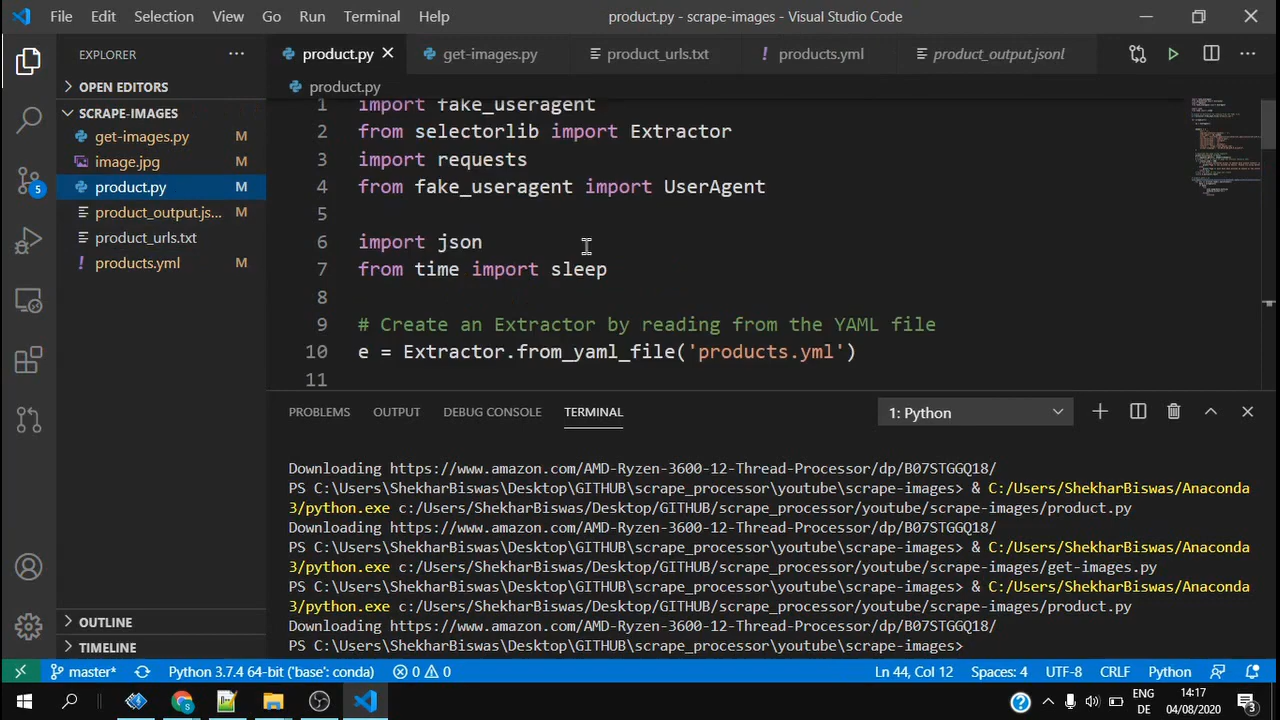 File Edit Selection View Go Run Terminal Help product.py - scrape-images - Visual Studio Code
EXPLORER
OPEN EDITORS
SCRAPE-IMAGES
get-images.py M
image.jpg M
product.py M
product_output.js... M
product_urls.txt
products.yml M
OUTLINE
TIMELINE
5
product.py get-images.py product_urls.txt products.yml product_output.jsonl
product.py
1 import fake_useragent
2 from selectorlib import Extractor
3 import requests
4 from fake_useragent import UserAgent
5
6 import json
7 from time import sleep
8
9 # Create an Extractor by reading from the YAML file
10 e = Extractor.from_yaml_file('products.yml')
11
PROBLEMS OUTPUT DEBUG CONSOLE TERMINAL 1: Python
Downloading https://www.amazon.com/AMD-Ryzen-3600-12-Thread-Processor/dp/B07STGGQ18/
PS C:\Users\ShekharBiswas\Desktop\GITHUB\scrape_processor\youtube\scrape-images> & C:/Users/ShekharBiswas/Anaconda
3/python.exe c:/Users/ShekharBiswas/Desktop/GITHUB/scrape_processor/youtube/scrape-images/product.py
Downloading https://www.amazon.com/AMD-Ryzen-3600-12-Thread-Processor/dp/B07STGGQ18/
PS C:\Users\ShekharBiswas\Desktop\GITHUB\scrape_processor\youtube\scrape-images> & C:/Users/ShekharBiswas/Anaconda
3/python.exe c:/Users/ShekharBiswas/Desktop/GITHUB/scrape_processor/youtube/scrape-images/get-images.py
PS C:\Users\ShekharBiswas\Desktop\GITHUB\scrape_processor\youtube\scrape-images> & C:/Users/ShekharBiswas/Anaconda
3/python.exe c:/Users/ShekharBiswas/Desktop/GITHUB/scrape_processor/youtube/scrape-images/product.py
Downloading https://www.amazon.com/AMD-Ryzen-3600-12-Thread-Processor/dp/B07STGGQ18/
PS C:\Users\ShekharBiswas\Desktop\GITHUB\scrape_processor\youtube\scrape-images>
master* Python 3.7.4 64-bit ('base': conda) 0 0 Ln 44, Col 12 Spaces: 4 UTF-8 CRLF Python
ENG 14:17
DE 04/08/2020 3